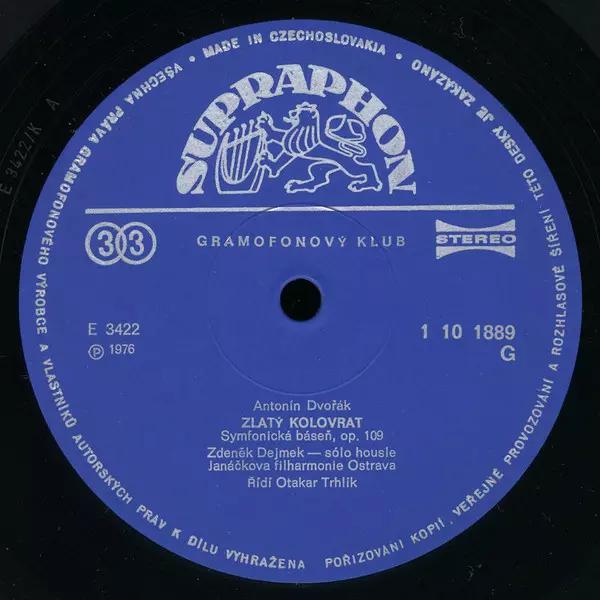 • MADE IN CZECHOSLOVAKIA •
VŠECHNA PRÁVA GRAMOFONOVÉHO VÝROBCE A VLASTNÍKŮ AUTORSKÝCH PRÁV K DÍLU VYHRAŽENA POŘIZOVÁNÍ KOPIÍ, VEŘEJNÉ PROVOZOVÁNÍ A ROZHLASOVÉ ŠÍŘENÍ TÉTO DESKY JE ZAKÁZÁNO
SUPRAPHON
33
GRAMOFONOVÝ KLUB
STEREO
E 3422
℗ 1976
1 10 1889
G
Antonín Dvořák
ZLATÝ KOLOVRAT
Symfonická báseň, op. 109
Zdeněk Dejmek — sólo housle
Janáčkova filharmonie Ostrava
Řídí Otakar Trhlík
E 3422/K A